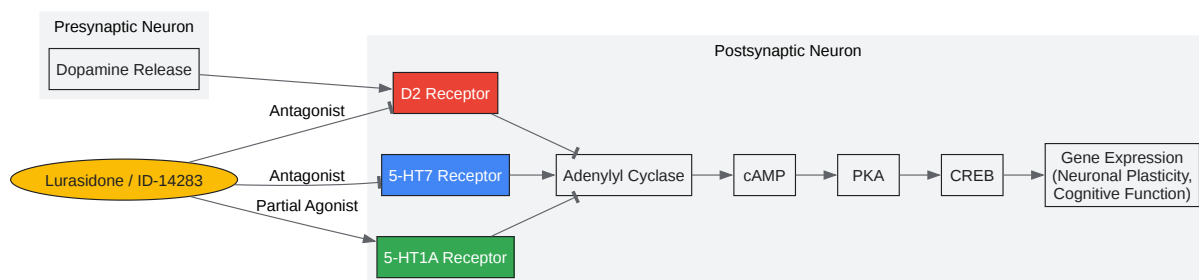 Presynaptic Neuron
Dopamine Release
Postsynaptic Neuron
D2 Receptor
Antagonist
Lurasidone / ID-14283
Antagonist
5-HT7 Receptor
Partial Agonist
5-HT1A Receptor
Adenylyl Cyclase
cAMP
PKA
CREB
Gene Expression
(Neuronal Plasticity,
Cognitive Function)